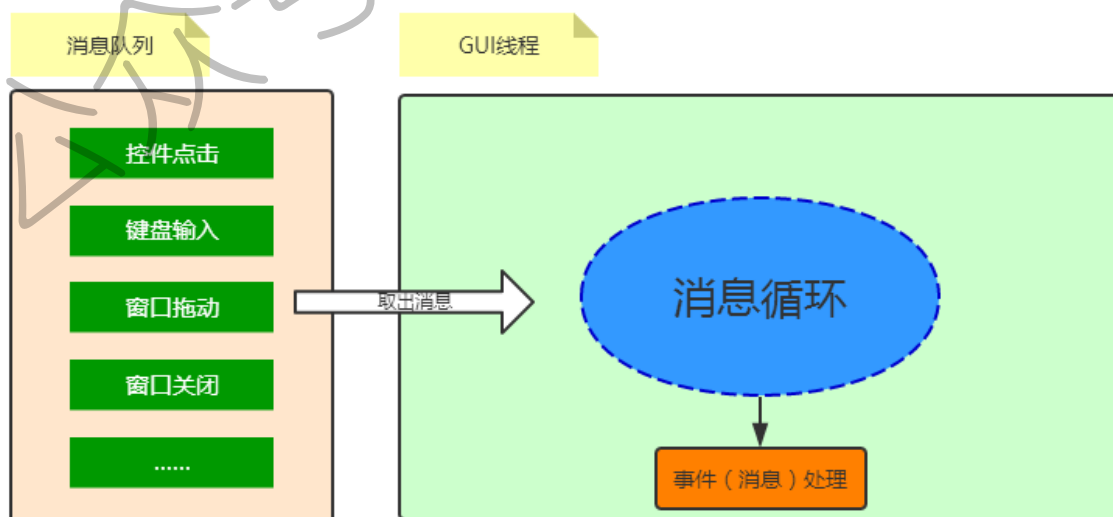 消息队列
GUI线程
控件点击
键盘输入
窗口拖动
窗口关闭
......
取出消息
消息循环
事件（消息）处理